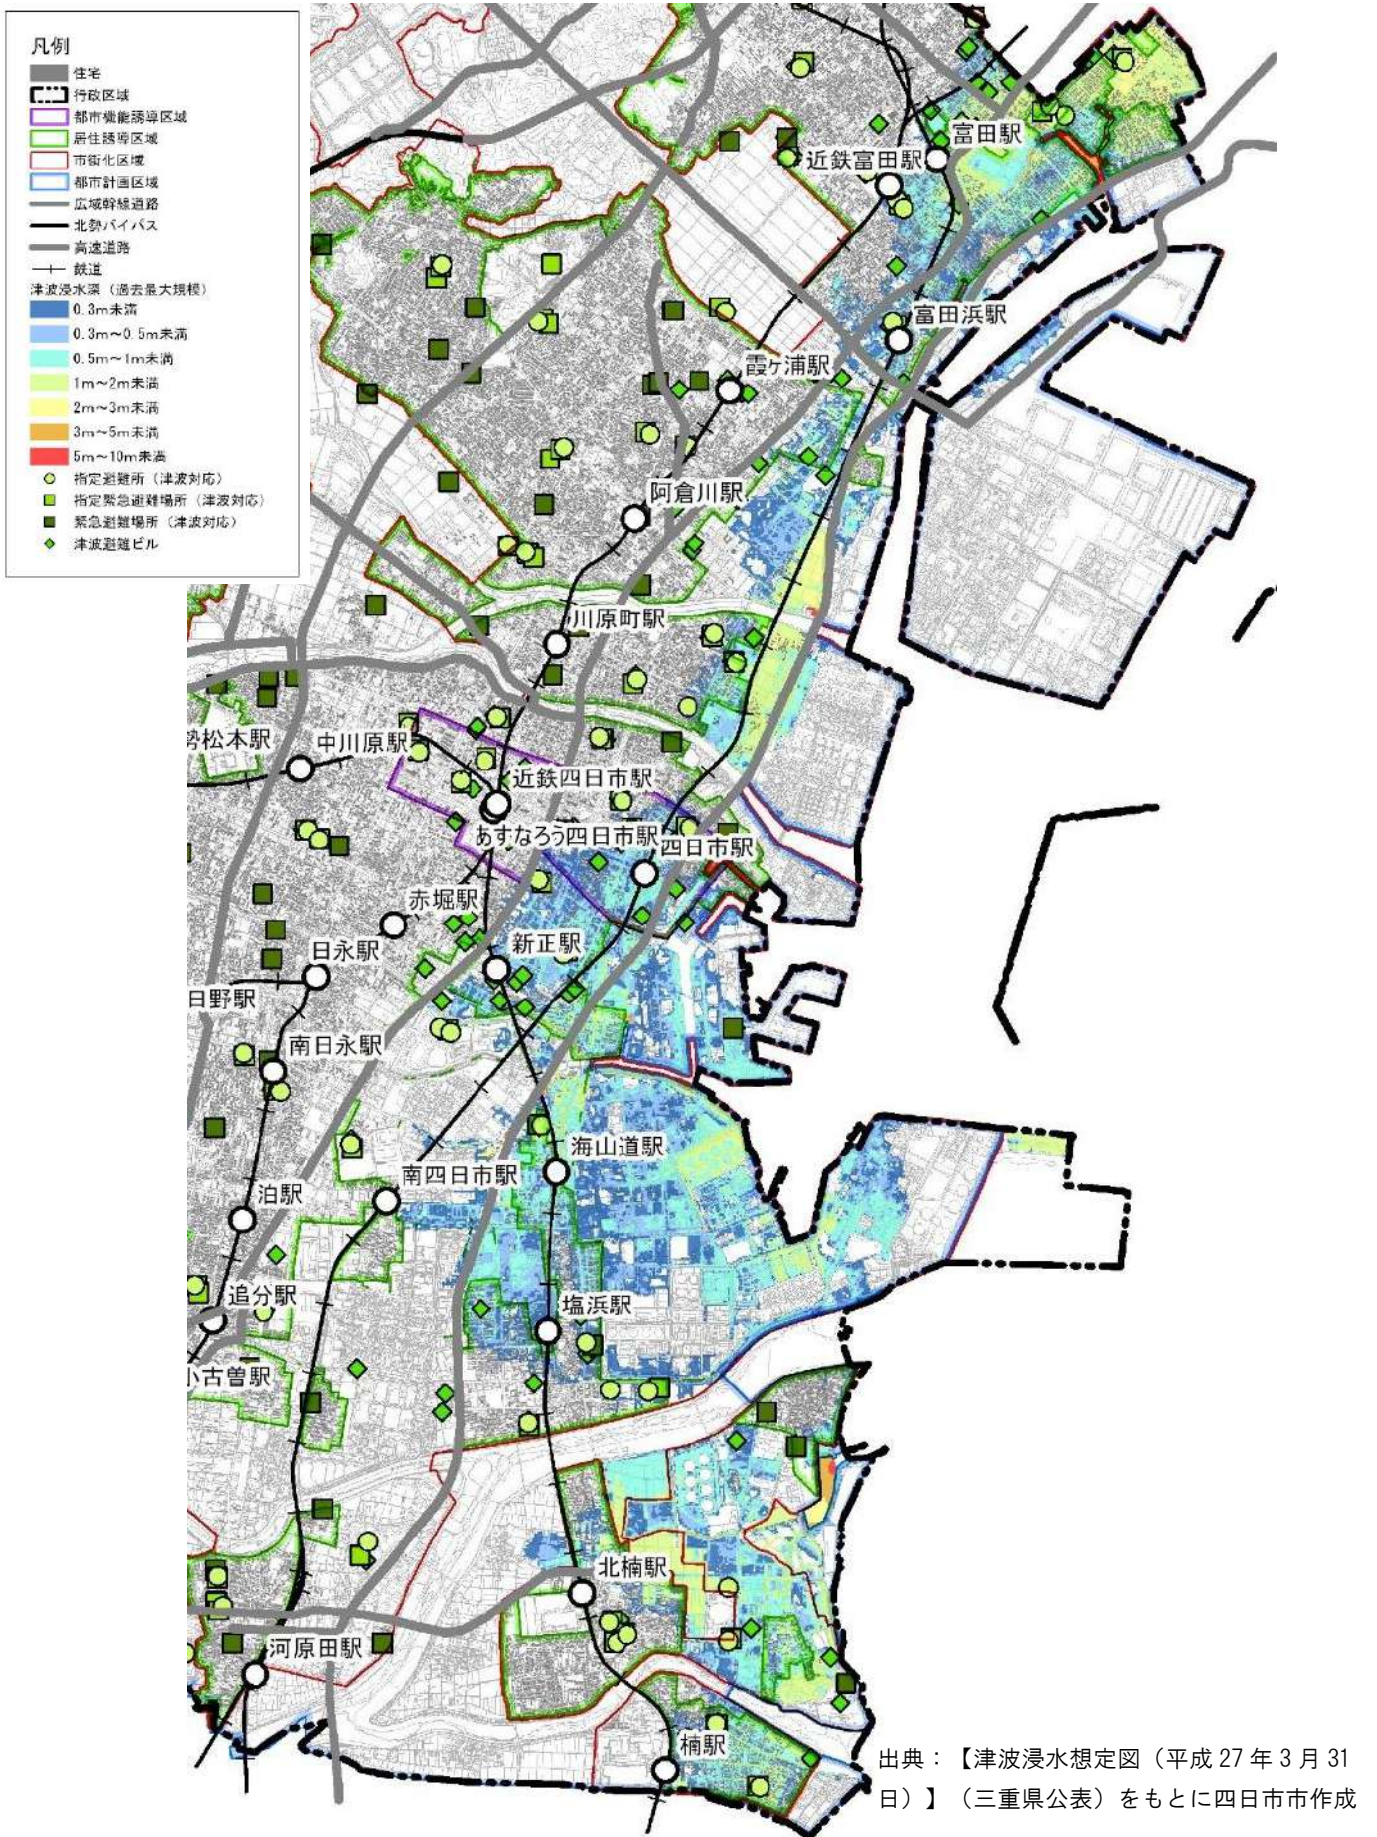 凡例
住宅
行政区域
都市機能誘導区域
居住誘導区域
市街化区域
都市計画区域
広域幹線道路
北勢バイパス
高速道路
鉄道
津波浸水深（過去最大規模）
0.3m未満
0.3m～0.5m未満
0.5m～1m未満
1m～2m未満
2m～3m未満
3m～5m未満
5m～10m未満
指定避難所（津波対応）
指定緊急避難場所（津波対応）
緊急避難場所（津波対応）
津波避難ビル
富田駅
近鉄富田駅
富田浜駅
霞ヶ浦駅
阿倉川駅
川原町駅
勢松本駅
中川原駅
近鉄四日市駅
あすなろう四日市駅
四日市駅
赤堀駅
日永駅
新正駅
日野駅
南日永駅
海山道駅
南四日市駅
泊駅
追分駅
塩浜駅
小古曽駅
北楠駅
河原田駅
楠駅
出典：【津波浸水想定図（平成27年3月31
日）】（三重県公表）をもとに四日市市作成